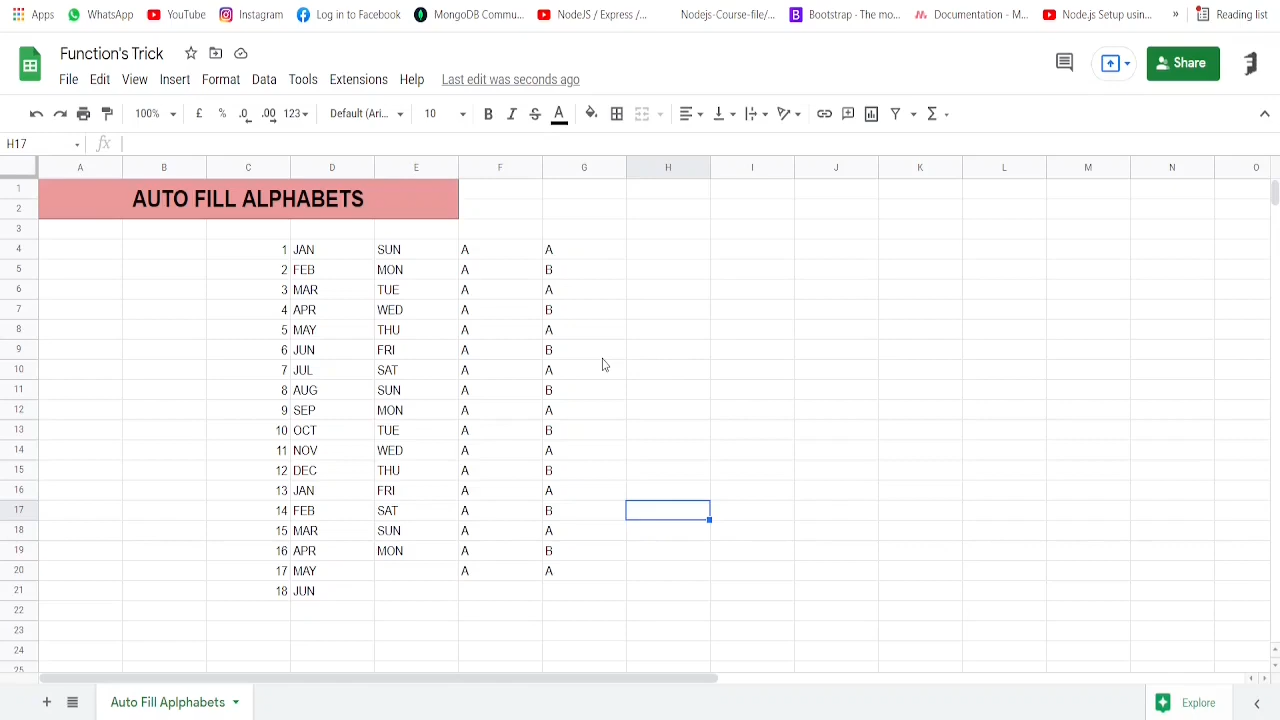 Apps WhatsApp YouTube Instagram Log in to Facebook MongoDB Commu... NodeJS / Express /... Nodejs-Course-file/... Bootstrap - The mo... Documentation - M... Node.js Setup usin... » Reading list
Function's Trick
File Edit View Insert Format Data Tools Extensions Help Last edit was seconds ago
Share
100% £ % .0 .00 123 Default (Ari... 10 B I S A Σ
H17 fx
A B C D E F G H I J K L M N O
1 AUTO FILL ALPHABETS
2
3
4 1 JAN SUN A A
5 2 FEB MON A B
6 3 MAR TUE A A
7 4 APR WED A B
8 5 MAY THU A A
9 6 JUN FRI A B
10 7 JUL SAT A A
11 8 AUG SUN A B
12 9 SEP MON A A
13 10 OCT TUE A B
14 11 NOV WED A A
15 12 DEC THU A B
16 13 JAN FRI A A
17 14 FEB SAT A B
18 15 MAR SUN A A
19 16 APR MON A B
20 17 MAY A A
21 18 JUN
22
23
24
25
+ Auto Fill Aplphabets Explore